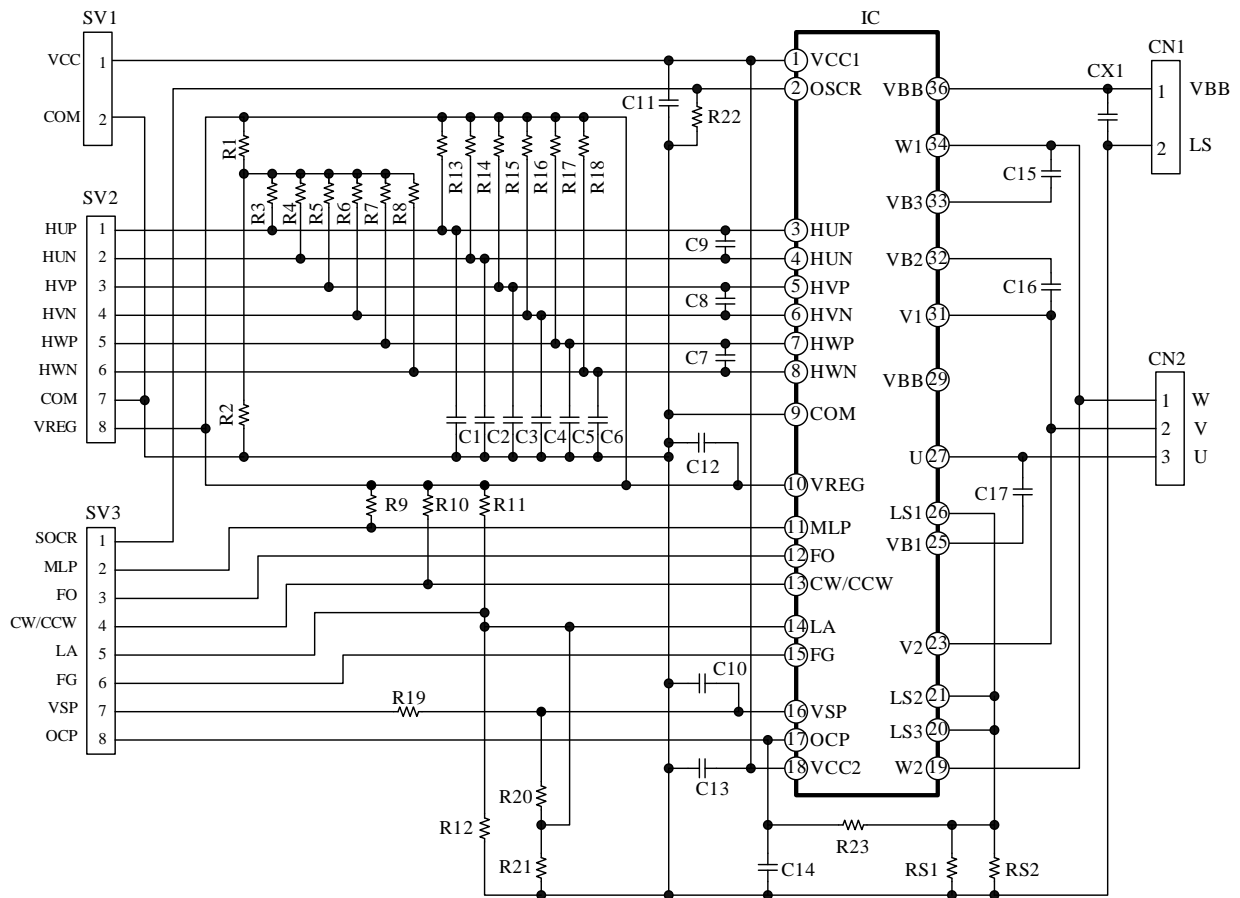 SV1
VCC 1
COM 2
SV2
HUP 1
HUN 2
HVP 3
HVN 4
HWP 5
HWN 6
COM 7
VREG 8
SV3
SOCR 1
MLP 2
FO 3
CW/CCW 4
LA 5
FG 6
VSP 7
OCP 8
R1
R2
R3
R4
R5
R6
R7
R8
R13
R14
R15
R16
R17
R18
C11
R22
C9
C8
C7
C1
C2
C3
C4
C5
C6
C12
R9
R10
R11
C10
R19
C13
R20
R12
R21
C14
R23
RS1
RS2
IC
1 VCC1
2 OSCR
3 HUP
4 HUN
5 HVP
6 HVN
7 HWP
8 HWN
9 COM
10 VREG
11 MLP
12 FO
13 CW/CCW
14 LA
15 FG
16 VSP
17 OCP
18 VCC2
VBB 36
W1 34
VB3 33
VB2 32
V1 31
VBB 29
U 27
LS1 26
VB1 25
V2 23
LS2 21
LS3 20
W2 19
CX1
C15
C16
C17
CN1
1 VBB
2 LS
CN2
1 W
2 V
3 U